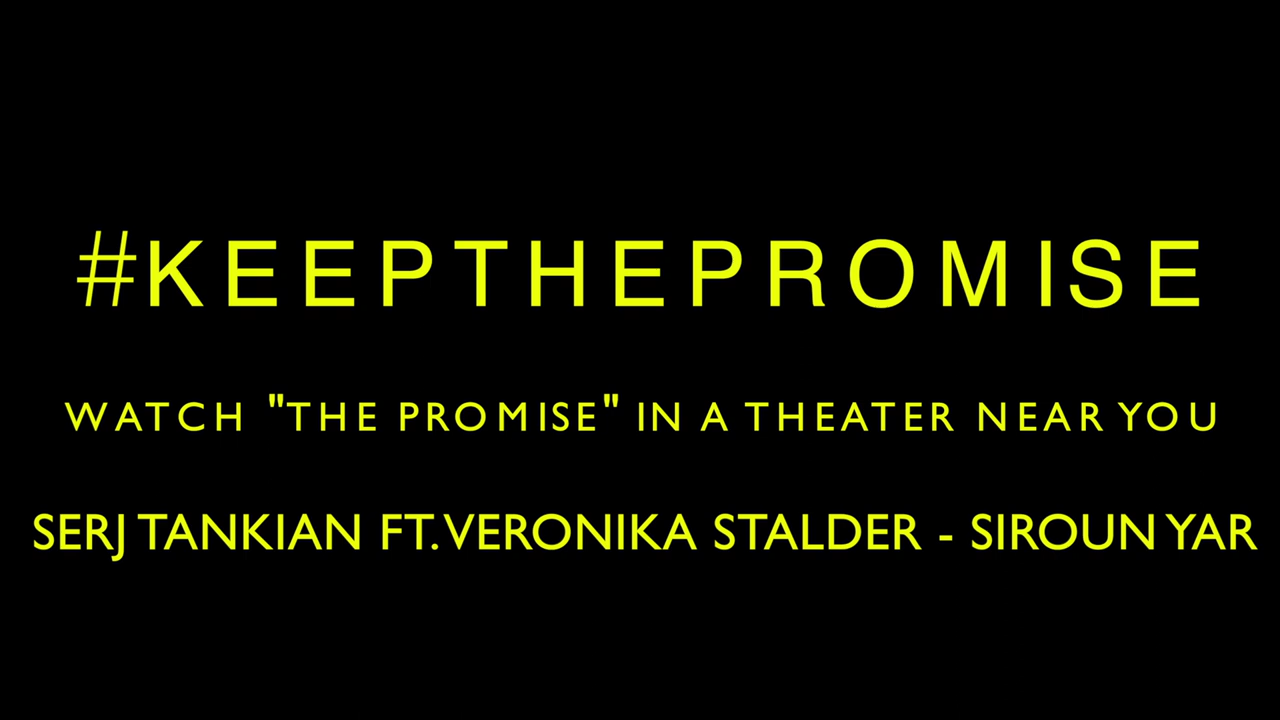 #KEEPTHEPROMISE
WATCH "THE PROMISE" IN A THEATER NEAR YOU
SERJ TANKIAN FT. VERONIKA STALDER - SIROUN YAR